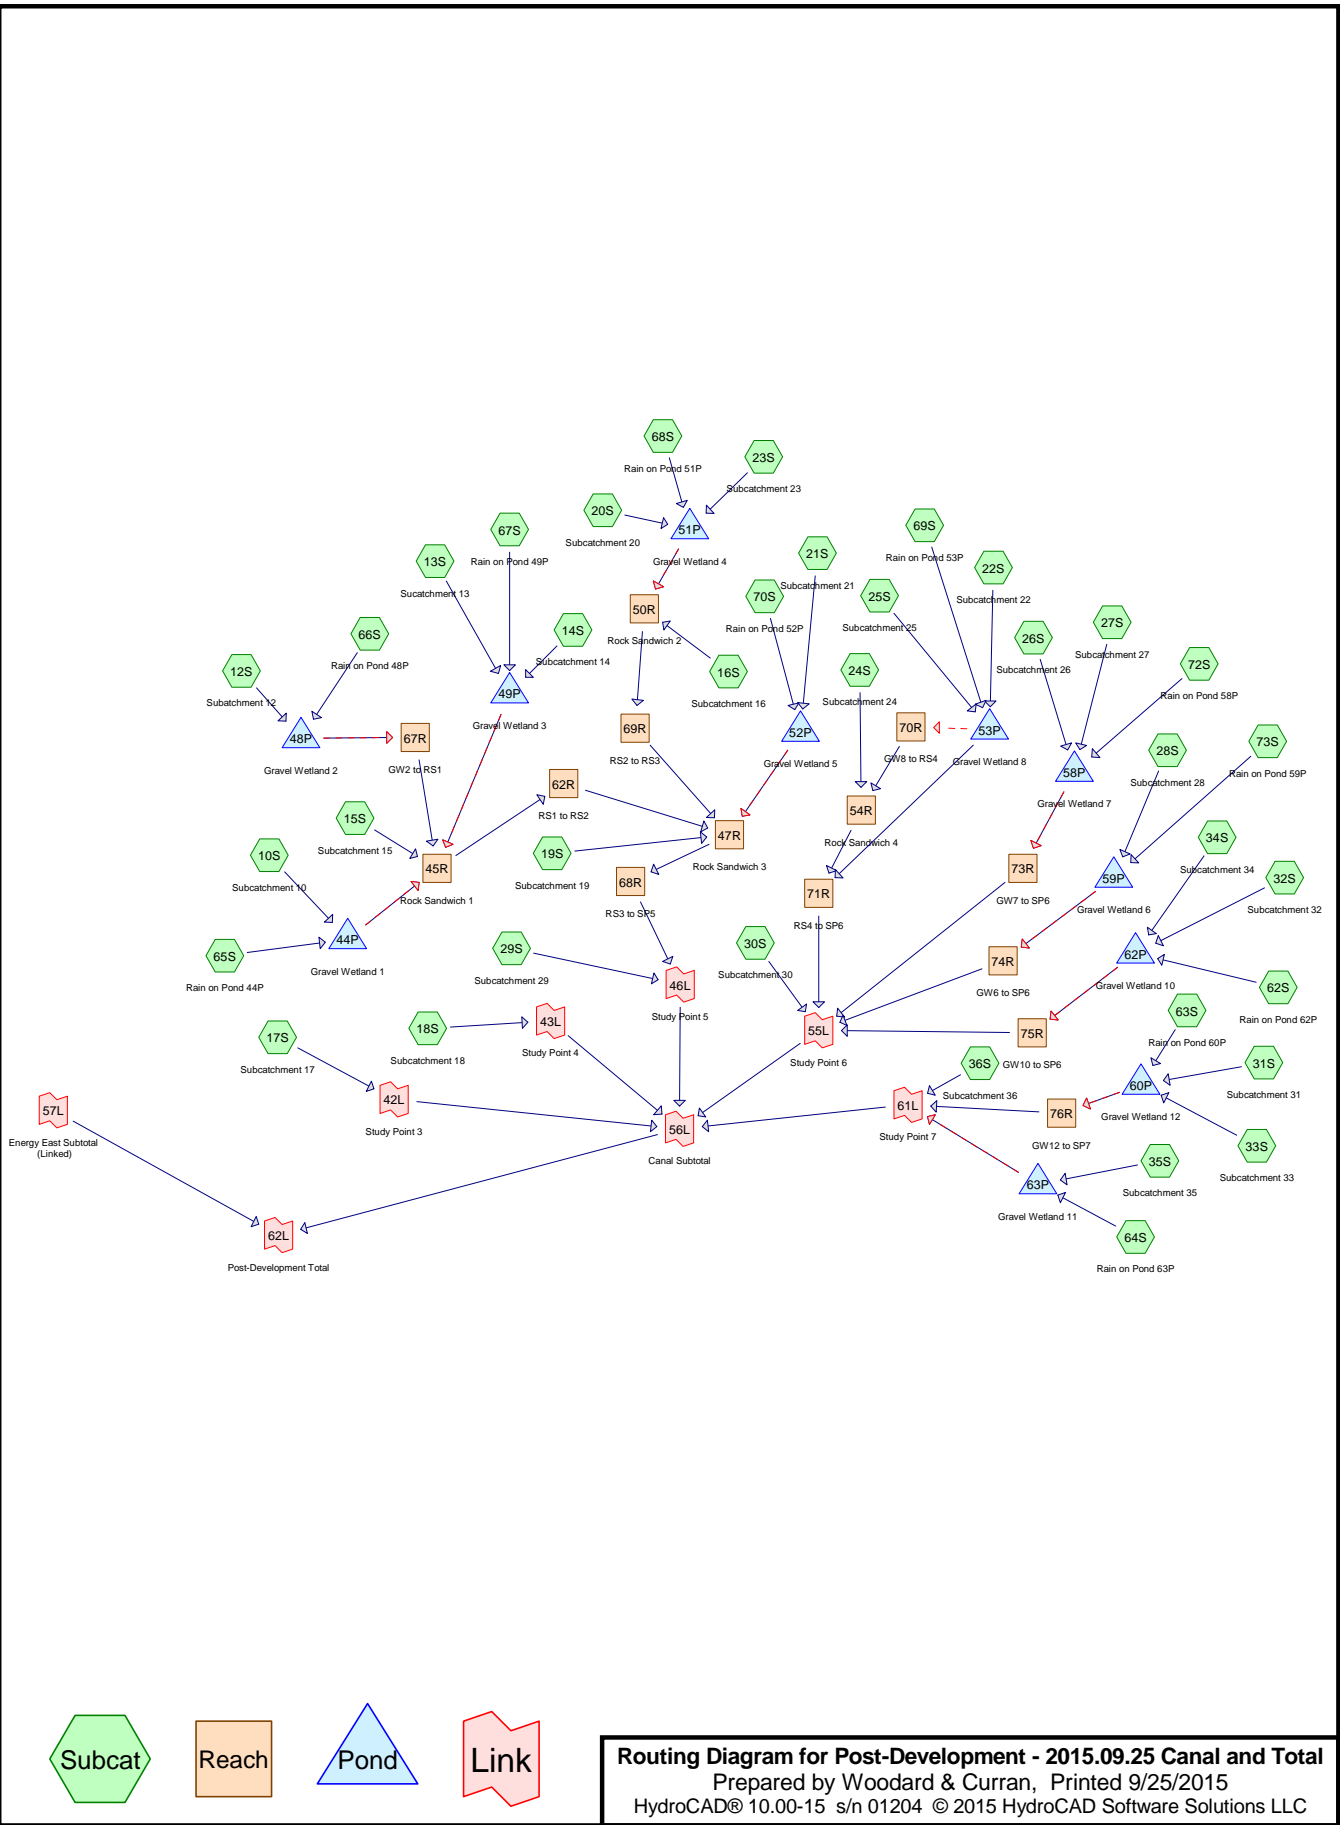 68S
Rain on Pond 51P
23S
Subcatchment 23
20S
Subcatchment 20
51P
Gravel Wetland 4
67S
Rain on Pond 49P
69S
Rain on Pond 53P
13S
Sucatchment 13
21S
Subcatchment 21
22S
Subcatchment 22
50R
Rock Sandwich 2
70S
Rain on Pond 52P
25S
Subcatchment 25
27S
Subcatchment 27
66S
Rain on Pond 48P
14S
Subcatchment 14
26S
Subcatchment 26
12S
Subatchment 12
16S
Subcatchment 16
24S
Subcatchment 24
72S
Rain on Pond 58P
49P
Gravel Wetland 3
48P
Gravel Wetland 2
67R
GW2 to RS1
69R
RS2 to RS3
52P
Gravel Wetland 5
70R
GW8 to RS4
53P
Gravel Wetland 8
28S
Subcatchment 28
73S
Rain on Pond 59P
58P
Gravel Wetland 7
62R
RS1 to RS2
15S
Subcatchment 15
54R
Rock Sandwich 4
47R
Rock Sandwich 3
34S
Subcatchment 34
10S
Subcatchment 10
45R
Rock Sandwich 1
19S
Subcatchment 19
68R
RS3 to SP5
71R
RS4 to SP6
73R
GW7 to SP6
59P
Gravel Wetland 6
32S
Subcatchment 32
44P
Gravel Wetland 1
65S
Rain on Pond 44P
29S
Subcatchment 29
30S
Subcatchment 30
74R
GW6 to SP6
62P
Gravel Wetland 10
46L
Study Point 5
62S
Rain on Pond 62P
17S
Subcatchment 17
18S
Subcatchment 18
43L
Study Point 4
55L
Study Point 6
75R
GW10 to SP6
63S
Rain on Pond 60P
36S
Subcatchment 36
31S
Subcatchment 31
60P
Gravel Wetland 12
57L
Energy East Subtotal
(Linked)
42L
Study Point 3
56L
Canal Subtotal
61L
Study Point 7
76R
GW12 to SP7
33S
Subcatchment 33
35S
Subcatchment 35
63P
Gravel Wetland 11
62L
Post-Development Total
64S
Rain on Pond 63P
Subcat
Reach
Pond
Link
Routing Diagram for Post-Development - 2015.09.25 Canal and Total
Prepared by Woodard & Curran, Printed 9/25/2015
HydroCAD® 10.00-15 s/n 01204 © 2015 HydroCAD Software Solutions LLC